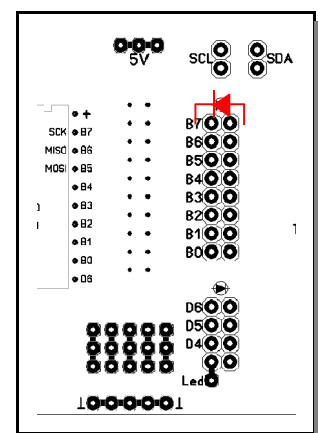 5V
SCL SDA
+
SCK B7
MISO B6
MOSI B5
B4
B3
B2
B1
B0
D6
B7
B6
B5
B4
B3
B2
B1
B0
D6
D5
D4
Led